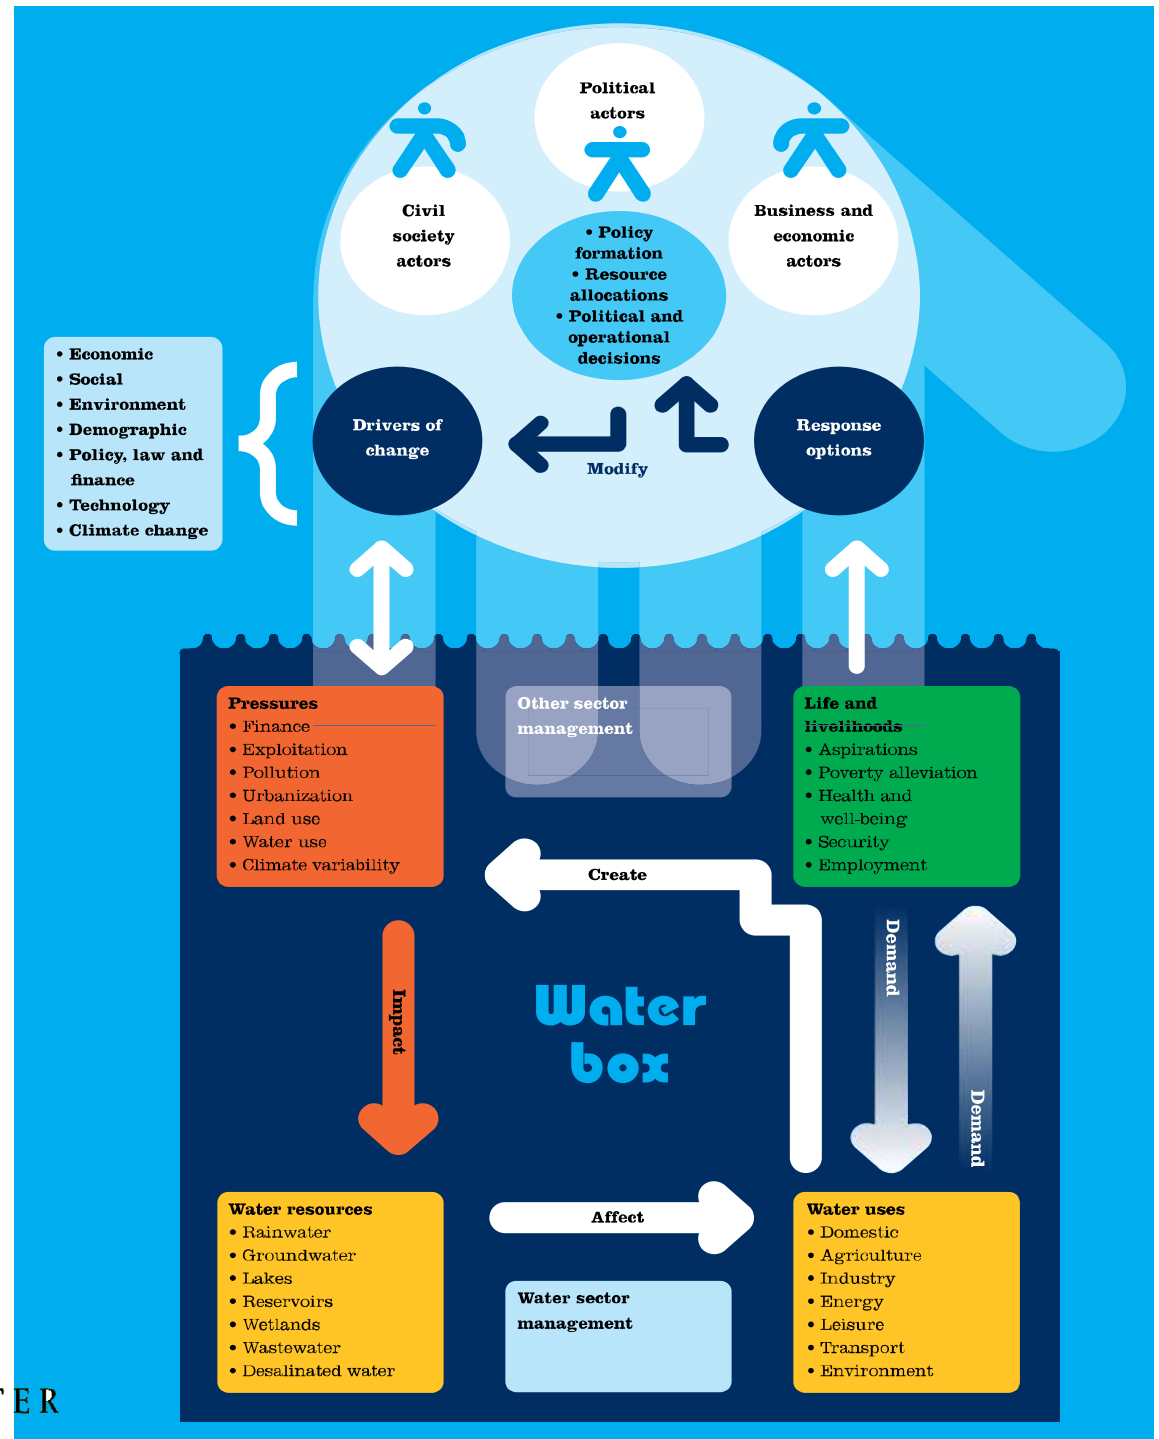 Political
actors
Civil
society
actors
Business and
economic
actors
• Policy
formation
• Resource
allocations
• Political and
operational
decisions
• Economic
• Social
• Environment
• Demographic
• Policy, law and
finance
• Technology
• Climate change
Drivers of
change
Modify
Response
options
Pressures
• Finance
• Exploitation
• Pollution
• Urbanization
• Land use
• Water use
• Climate variability
Other sector
management
Life and
livelihoods
• Aspirations
• Poverty alleviation
• Health and
well-being
• Security
• Employment
Create
Impact
Water
box
Demand
Demand
Water resources
• Rainwater
• Groundwater
• Lakes
• Reservoirs
• Wetlands
• Wastewater
• Desalinated water
Affect
Water sector
management
Water uses
• Domestic
• Agriculture
• Industry
• Energy
• Leisure
• Transport
• Environment
TER